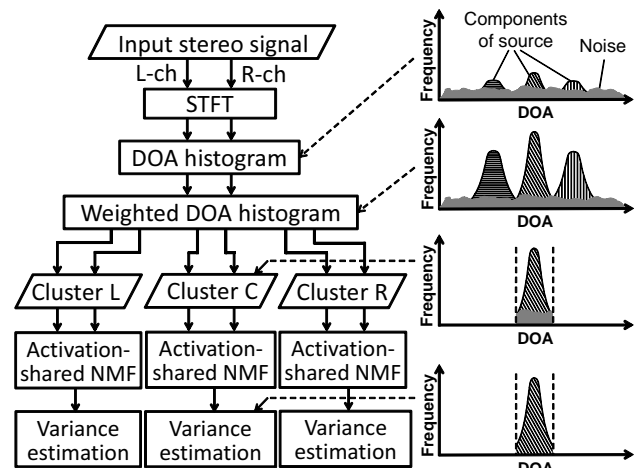 Input stereo signal
L-ch
R-ch
STFT
DOA histogram
Weighted DOA histogram
Cluster L
Cluster C
Cluster R
Activation-
shared NMF
Activation-
shared NMF
Activation-
shared NMF
Variance
estimation
Variance
estimation
Variance
estimation
Components
of source
Noise
Frequency
DOA
Frequency
DOA
Frequency
DOA
Frequency
DOA